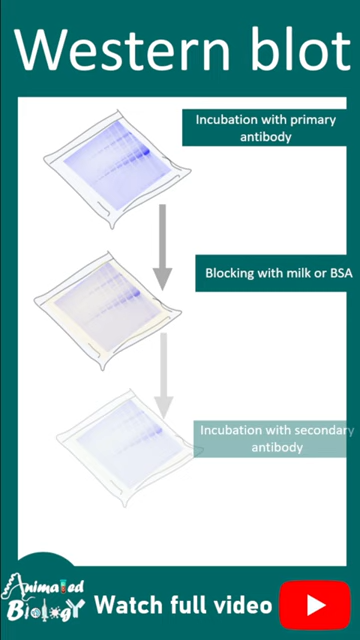 Western blot
Incubation with primary
antibody
Blocking with milk or BSA
Incubation with secondary
antibody
Animated
Biology
Watch full video